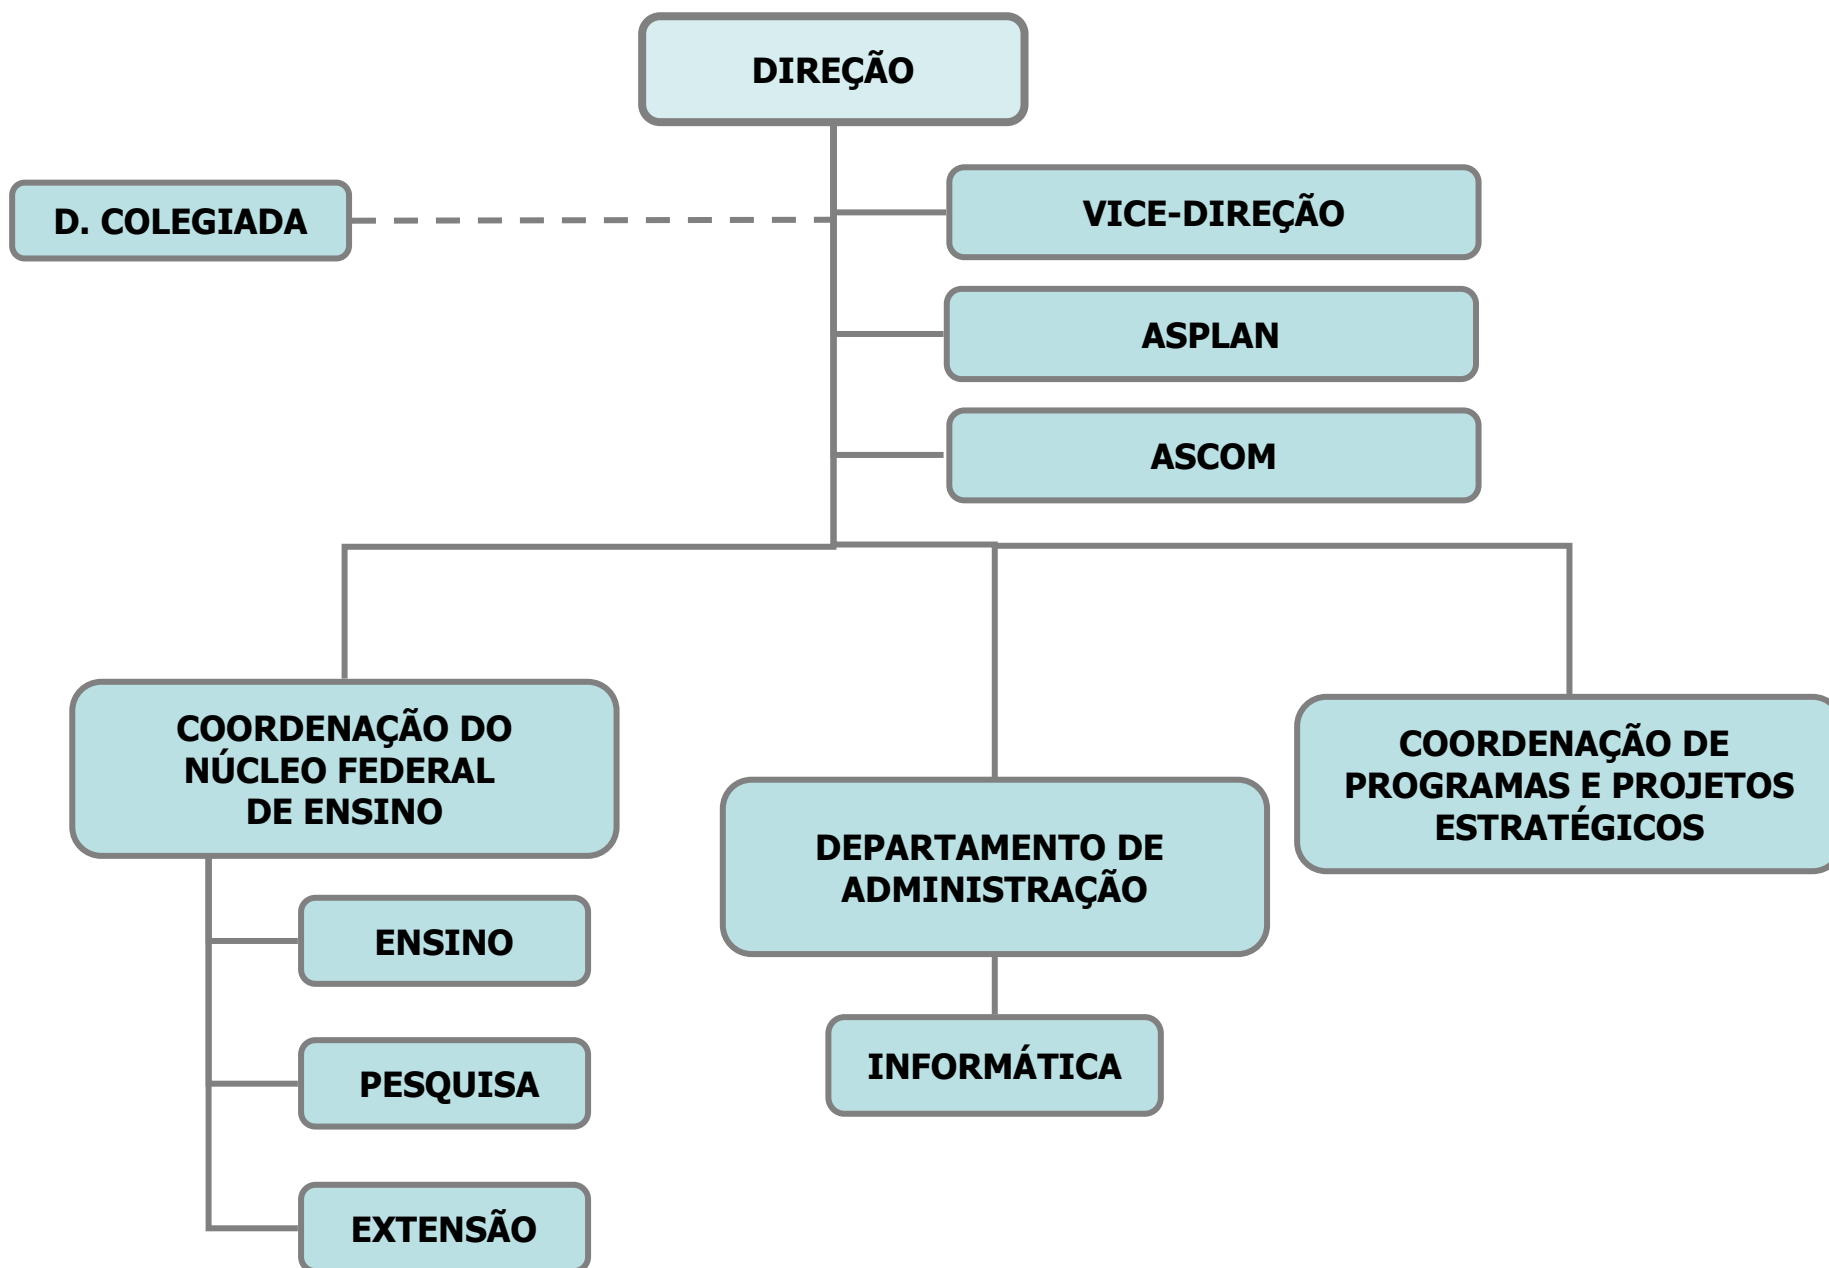 DIREÇÃO
D. COLEGIADA
VICE-DIREÇÃO
ASPLAN
ASCOM
COORDENAÇÃO DO
NÚCLEO FEDERAL
DE ENSINO
ENSINO
PESQUISA
EXTENSÃO
DEPARTAMENTO DE
ADMINISTRAÇÃO
INFORMÁTICA
COORDENAÇÃO DE
PROGRAMAS E PROJETOS
ESTRATÉGICOS